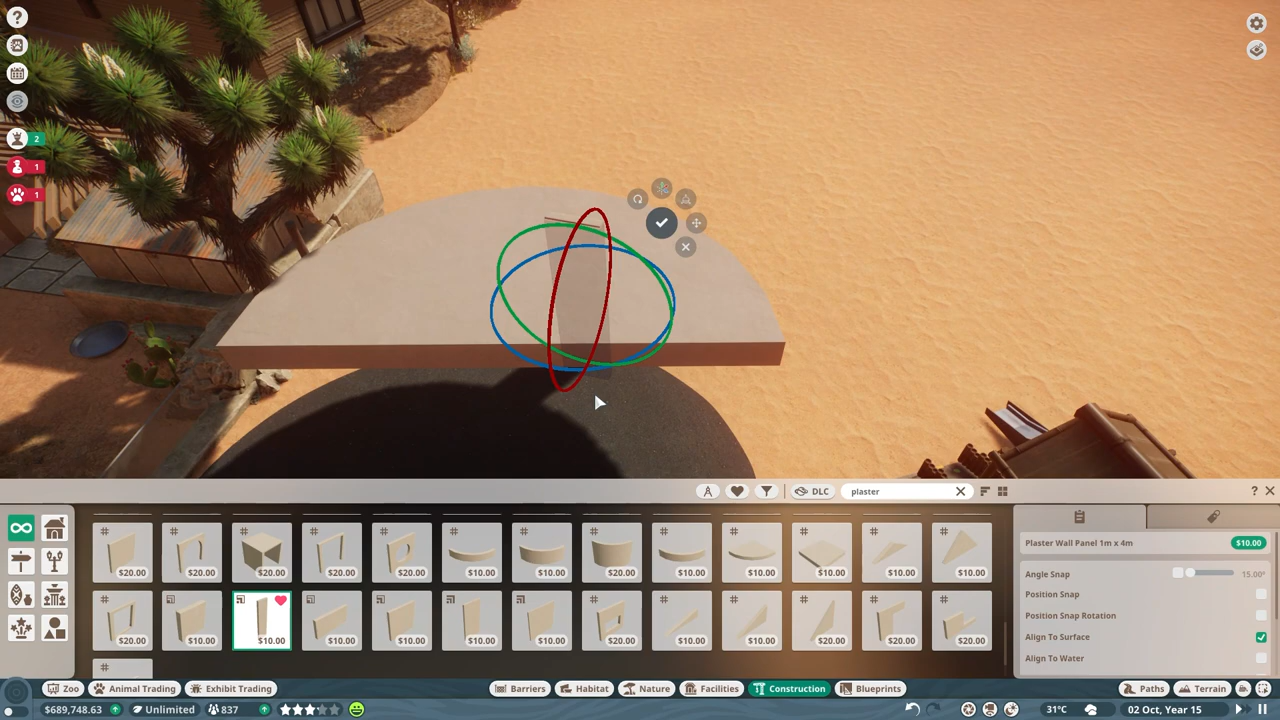 ?
2
1
1
DLC
plaster
?
$20.00
$20.00
$20.00
$20.00
$20.00
$10.00
$10.00
$20.00
$10.00
$10.00
$20.00
$10.00
$10.00
$20.00
$10.00
$10.00
$10.00
$10.00
$10.00
$10.00
$20.00
$10.00
$10.00
$20.00
$20.00
$20.00
Plaster Wall Panel 1m x 4m
$10.00
Angle Snap
15.00°
Position Snap
Position Snap Rotation
Align To Surface
Align To Water
Zoo
Animal Trading
Exhibit Trading
Barriers
Habitat
Nature
Facilities
Construction
Blueprints
Paths
Terrain
$689,748.63
Unlimited
837
31°C
02 Oct, Year 15